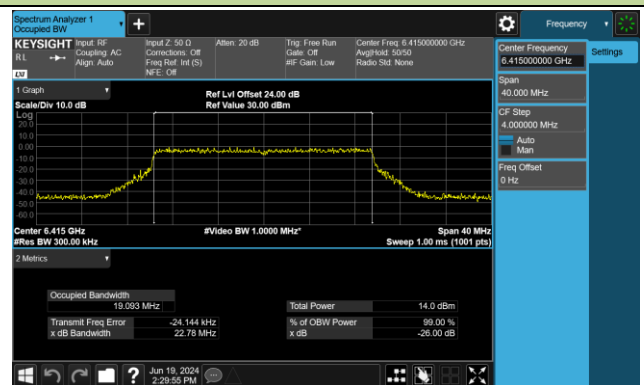 Spectrum Analyzer 1
Occupied BW
Frequency
KEYSIGHT
RL
Input: RF
Coupling: AC
Align: Auto
Input Z: 50 Ω
Corrections: Off
Freq Ref: Int (S)
NFE: Off
Atten: 20 dB
Trig: Free Run
Gate: Off
#IF Gain: Low
Center Freq: 6.415000000 GHz
Avg|Hold: 50/50
Radio Std: None
LXI
1 Graph
Scale/Div 10.0 dB
Ref Lvl Offset 24.00 dB
Ref Value 30.00 dBm
Log
20.0
10.0
0.00
-10.0
-20.0
-30.0
-40.0
-50.0
-60.0
Center 6.415 GHz
#Res BW 300.00 kHz
#Video BW 1.0000 MHz*
Span 40 MHz
Sweep 1.00 ms (1001 pts)
2 Metrics
Occupied Bandwidth
19.093 MHz
Transmit Freq Error -24.144 kHz
x dB Bandwidth 22.78 MHz
Total Power 14.0 dBm
% of OBW Power 99.00 %
x dB -26.00 dB
Jun 19, 2024
2:29:55 PM
Center Frequency
6.415000000 GHz
Settings
Span
40.000 MHz
CF Step
4.000000 MHz
Auto
Man
Freq Offset
0 Hz